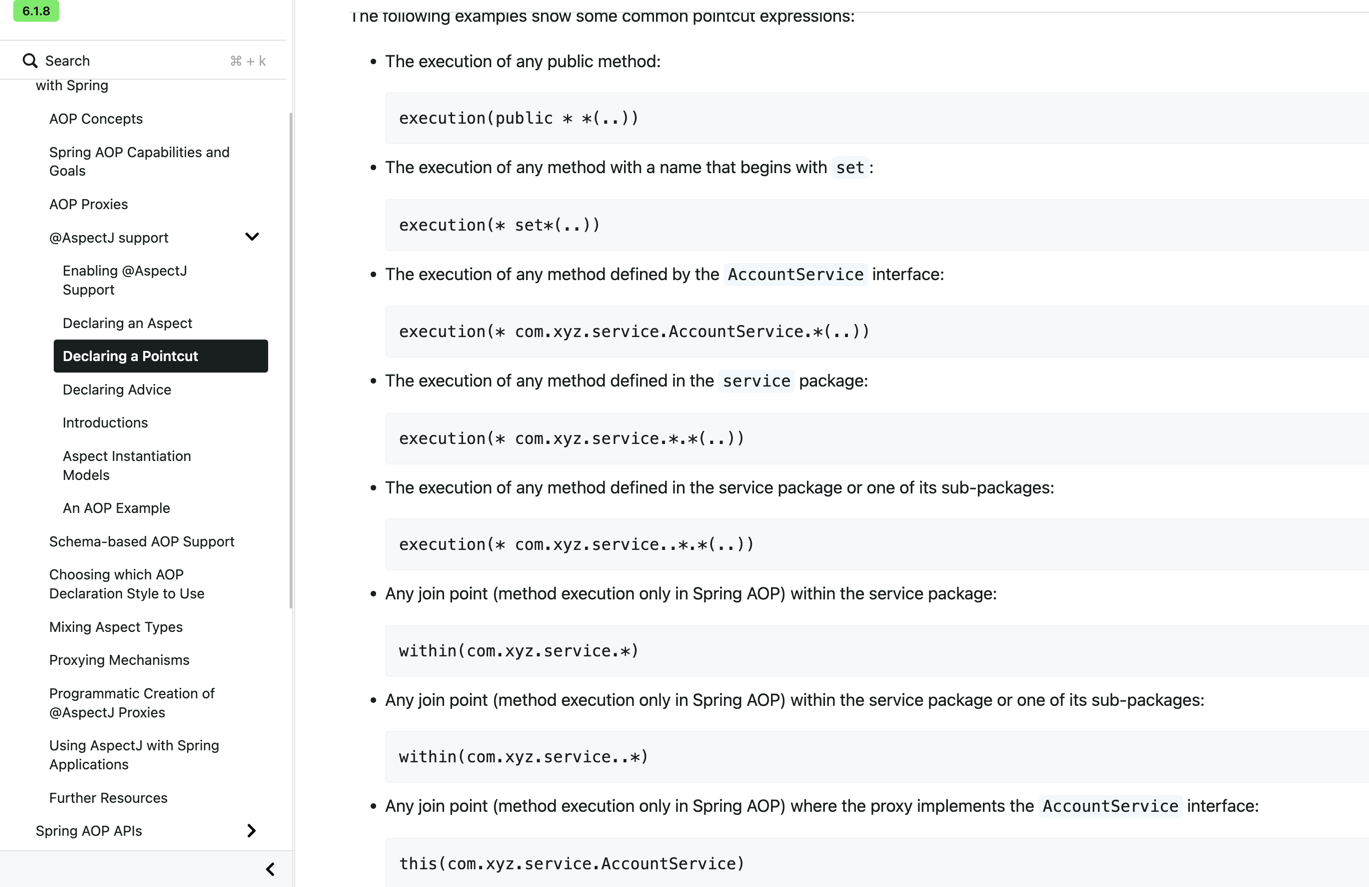 6.1.8
Search
⌘ + k
with Spring
AOP Concepts
Spring AOP Capabilities and
Goals
AOP Proxies
@AspectJ support
Enabling @AspectJ
Support
Declaring an Aspect
Declaring a Pointcut
Declaring Advice
Introductions
Aspect Instantiation
Models
An AOP Example
Schema-based AOP Support
Choosing which AOP
Declaration Style to Use
Mixing Aspect Types
Proxying Mechanisms
Programmatic Creation of
@AspectJ Proxies
Using AspectJ with Spring
Applications
Further Resources
Spring AOP APIs
The following examples show some common pointcut expressions:
• The execution of any public method:
execution(public * *(..))
• The execution of any method with a name that begins with set :
execution(* set*(..))
• The execution of any method defined by the AccountService interface:
execution(* com.xyz.service.AccountService.*(..))
• The execution of any method defined in the service package:
execution(* com.xyz.service.*.*(..))
• The execution of any method defined in the service package or one of its sub-packages:
execution(* com.xyz.service..*.*(..))
• Any join point (method execution only in Spring AOP) within the service package:
within(com.xyz.service.*)
• Any join point (method execution only in Spring AOP) within the service package or one of its sub-packages:
within(com.xyz.service..*)
• Any join point (method execution only in Spring AOP) where the proxy implements the AccountService interface:
this(com.xyz.service.AccountService)